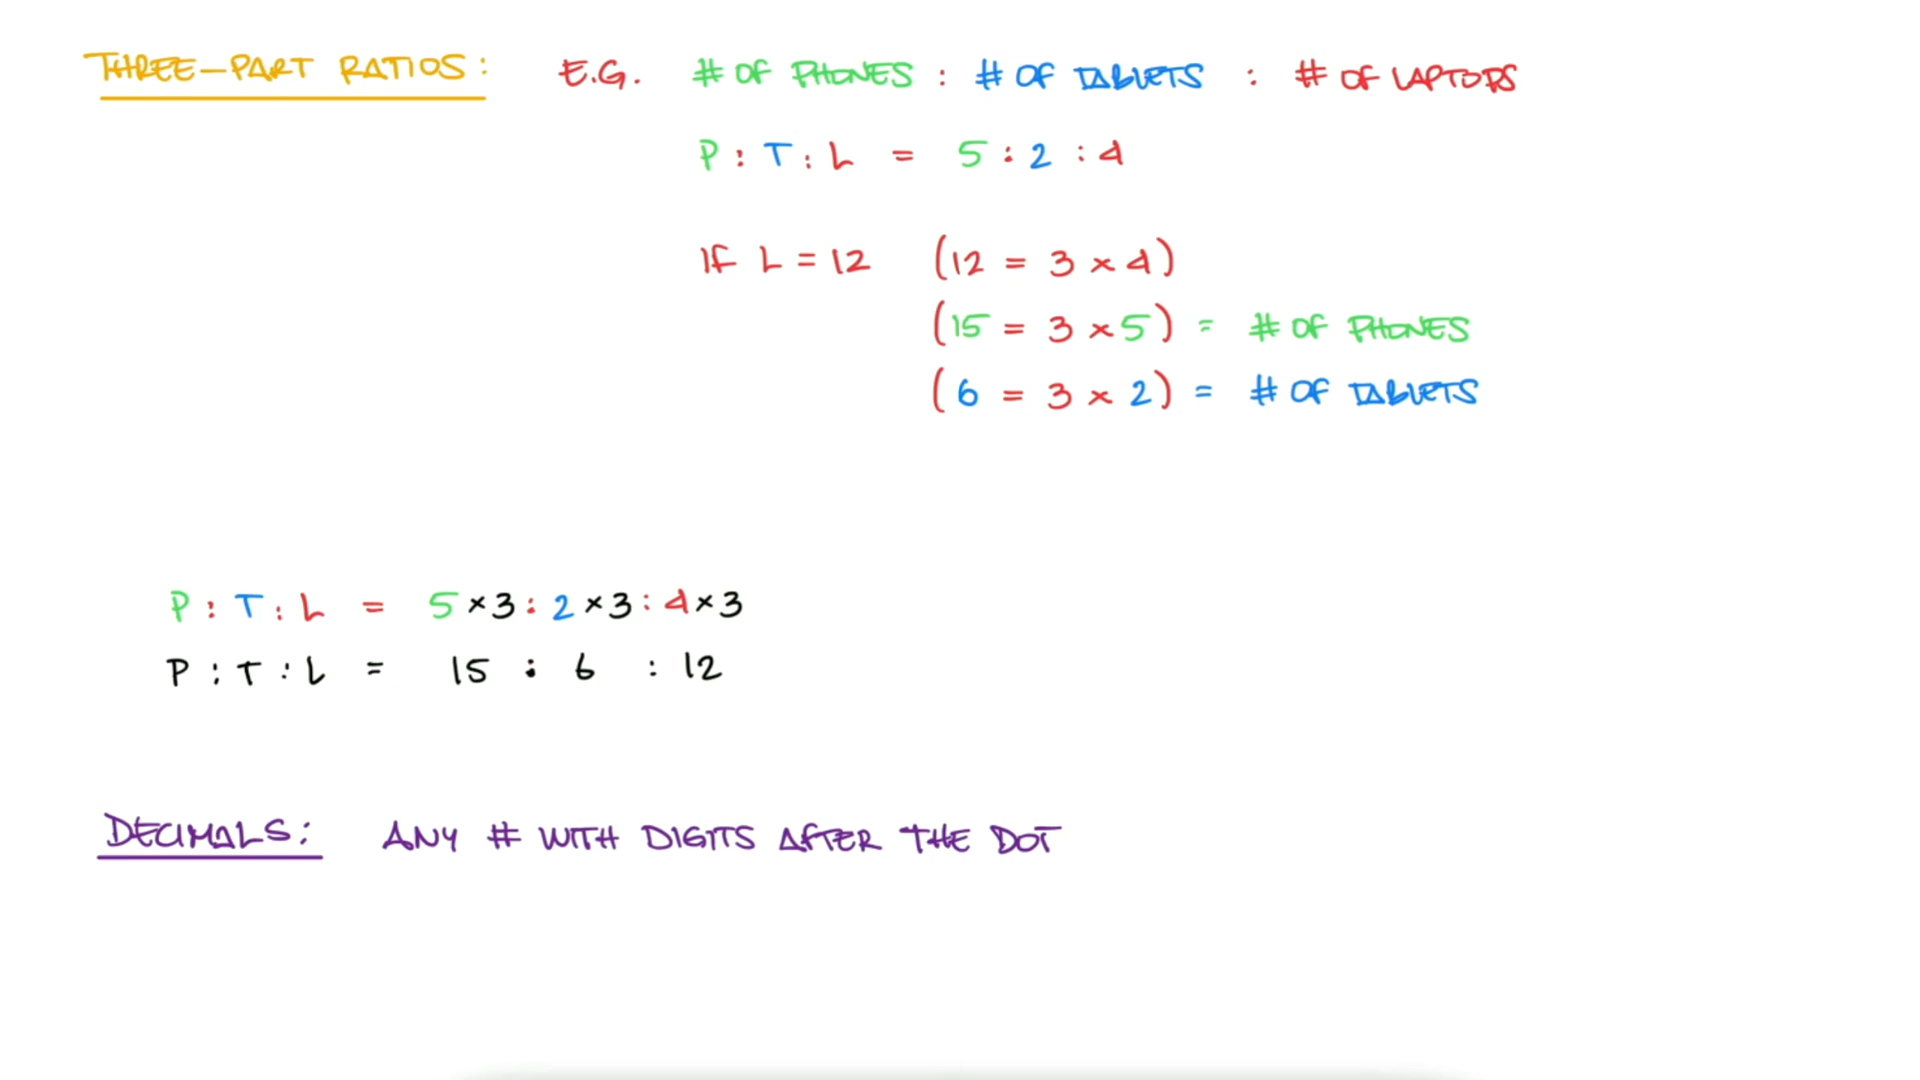 THREE-PART RATIOS: E.G. # OF PHONES : # OF TABLETS : # OF LAPTOPS
P : T : L = 5 : 2 : 4
IF L = 12 (12 = 3 × 4)
(15 = 3 × 5) = # OF PHONES
(6 = 3 × 2) = # OF TABLETS
P : T : L = 5 × 3 : 2 × 3 : 4 × 3
P : T : L = 15 : 6 : 12
DECIMALS: ANY # WITH DIGITS AFTER THE DOT